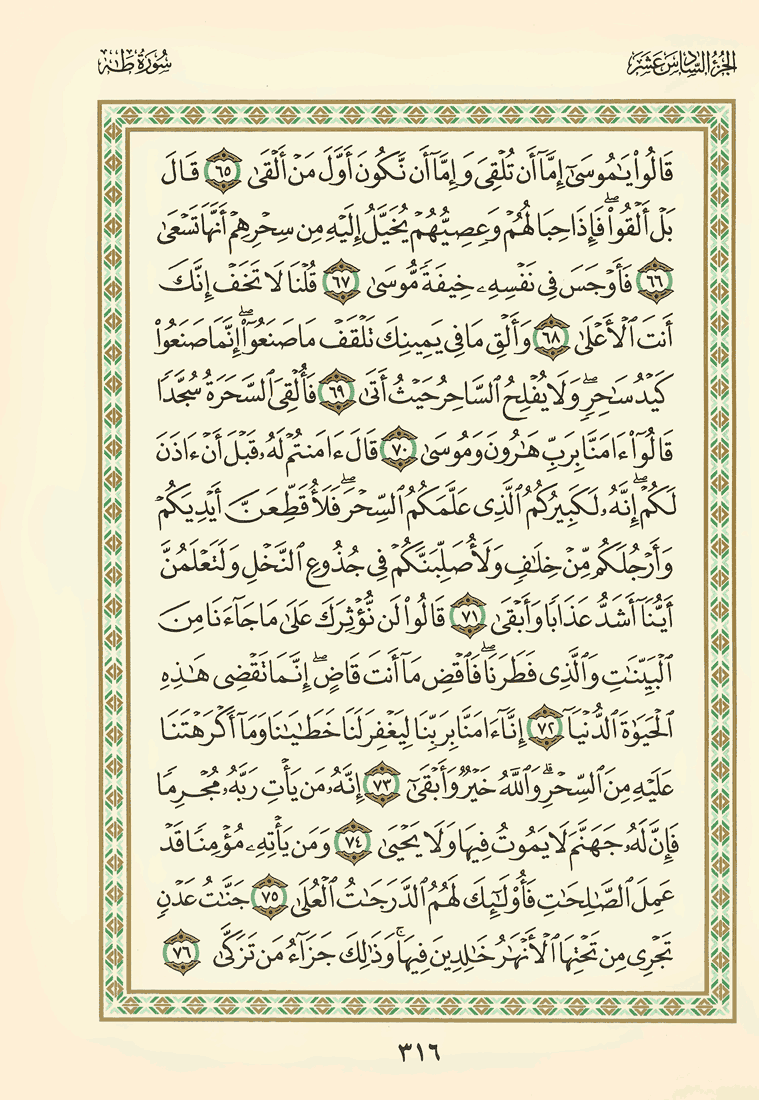 الجزء السادس عشر
سورة طه
قَالُوا۟ يَـٰمُوسَىٰٓ إِمَّآ أَن تُلْقِىَ وَإِمَّآ أَن نَّكُونَ أَوَّلَ مَنْ أَلْقَىٰ ٦٥ قَالَ
بَلْ أَلْقُوا۟ ۖ فَإِذَا حِبَالُهُمْ وَعِصِيُّهُمْ يُخَيَّلُ إِلَيْهِ مِن سِحْرِهِمْ أَنَّهَا تَسْعَىٰ
٦٦ فَأَوْجَسَ فِى نَفْسِهِۦ خِيفَةً مُّوسَىٰ ٦٧ قُلْنَا لَا تَخَفْ إِنَّكَ
أَنتَ ٱلْأَعْلَىٰ ٦٨ وَأَلْقِ مَا فِى يَمِينِكَ تَلْقَفْ مَا صَنَعُوٓا۟ ۖ إِنَّمَا صَنَعُوا۟
كَيْدُ سَـٰحِرٍ ۖ وَلَا يُفْلِحُ ٱلسَّاحِرُ حَيْثُ أَتَىٰ ٦٩ فَأُلْقِىَ ٱلسَّحَرَةُ سُجَّدًا
قَالُوٓا۟ ءَامَنَّا بِرَبِّ هَـٰرُونَ وَمُوسَىٰ ٧٠ قَالَ ءَامَنتُمْ لَهُۥ قَبْلَ أَنْ ءَاذَنَ
لَكُمْ ۖ إِنَّهُۥ لَكَبِيرُكُمُ ٱلَّذِى عَلَّمَكُمُ ٱلسِّحْرَ ۖ فَلَأُقَطِّعَنَّ أَيْدِيَكُمْ
وَأَرْجُلَكُم مِّنْ خِلَـٰفٍ وَلَأُصَلِّبَنَّكُمْ فِى جُذُوعِ ٱلنَّخْلِ وَلَتَعْلَمُنَّ
أَيُّنَآ أَشَدُّ عَذَابًا وَأَبْقَىٰ ٧١ قَالُوا۟ لَن نُّؤْثِرَكَ عَلَىٰ مَا جَآءَنَا مِنَ
ٱلْبَيِّنَـٰتِ وَٱلَّذِى فَطَرَنَا ۖ فَٱقْضِ مَآ أَنتَ قَاضٍ ۖ إِنَّمَا تَقْضِى هَـٰذِهِ
ٱلْحَيَوٰةَ ٱلدُّنْيَآ ٧٢ إِنَّآ ءَامَنَّا بِرَبِّنَا لِيَغْفِرَ لَنَا خَطَـٰيَـٰنَا وَمَآ أَكْرَهْتَنَا
عَلَيْهِ مِنَ ٱلسِّحْرِ ۗ وَٱللَّهُ خَيْرٌ وَأَبْقَىٰٓ ٧٣ إِنَّهُۥ مَن يَأْتِ رَبَّهُۥ مُجْرِمًا
فَإِنَّ لَهُۥ جَهَنَّمَ لَا يَمُوتُ فِيهَا وَلَا يَحْيَىٰ ٧٤ وَمَن يَأْتِهِۦ مُؤْمِنًا قَدْ
عَمِلَ ٱلصَّـٰلِحَـٰتِ فَأُو۟لَـٰٓئِكَ لَهُمُ ٱلدَّرَجَـٰتُ ٱلْعُلَىٰ ٧٥ جَنَّـٰتُ عَدْنٍ
تَجْرِى مِن تَحْتِهَا ٱلْأَنْهَـٰرُ خَـٰلِدِينَ فِيهَا ۚ وَذَٰلِكَ جَزَآءُ مَن تَزَكَّىٰ ٧٦
٣١٦